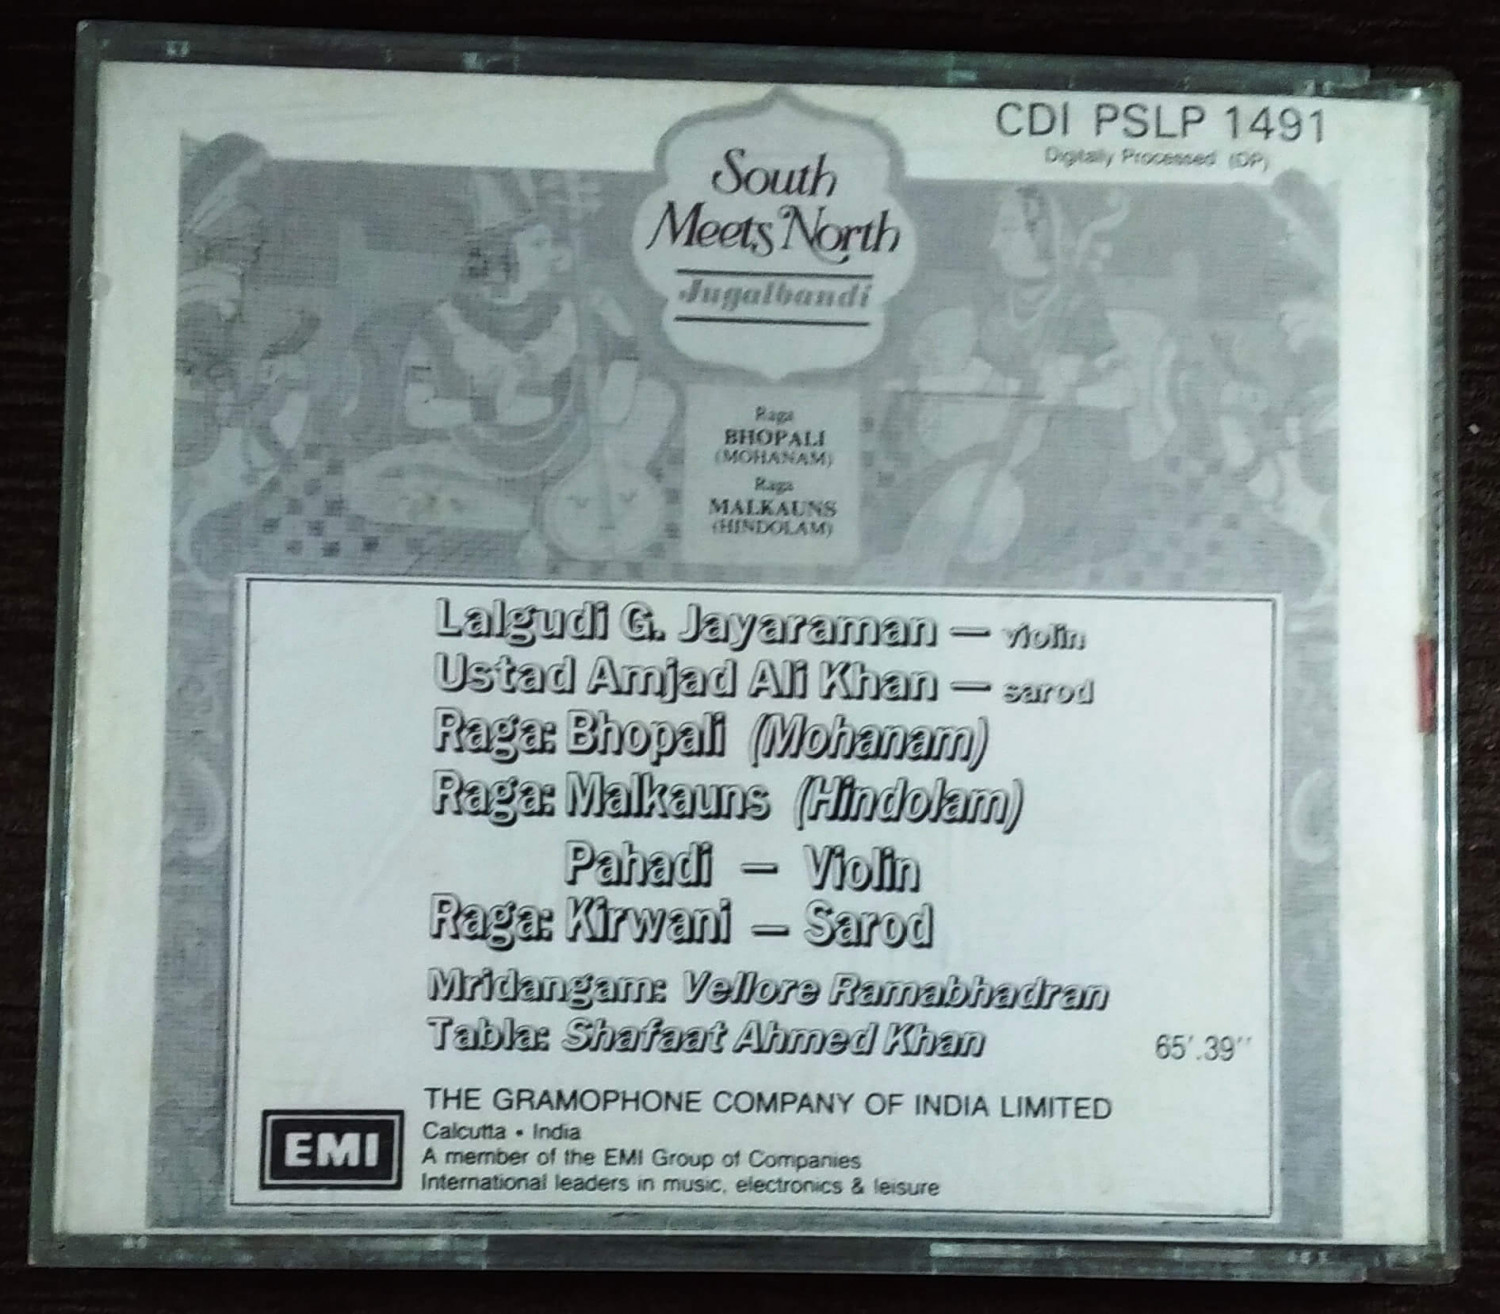 CDI PSLP 1491
Digitally Processed (DP)
South
Meets North
Jugalbandi
Raga
BHOPALI
(MOHANAM)
Raga
MALKAUNS
(HINDOLAM)
Lalgudi G. Jayaraman — violin
Ustad Amjad Ali Khan — sarod
Raga: Bhopali (Mohanam)
Raga: Malkauns (Hindolam)
Pahadi — Violin
Raga: Kirwani — Sarod
Mridangam: Vellore Ramabhadran
Tabla: Shafaat Ahmed Khan
65'.39''
THE GRAMOPHONE COMPANY OF INDIA LIMITED
Calcutta • India
A member of the EMI Group of Companies
International leaders in music, electronics & leisure
EMI